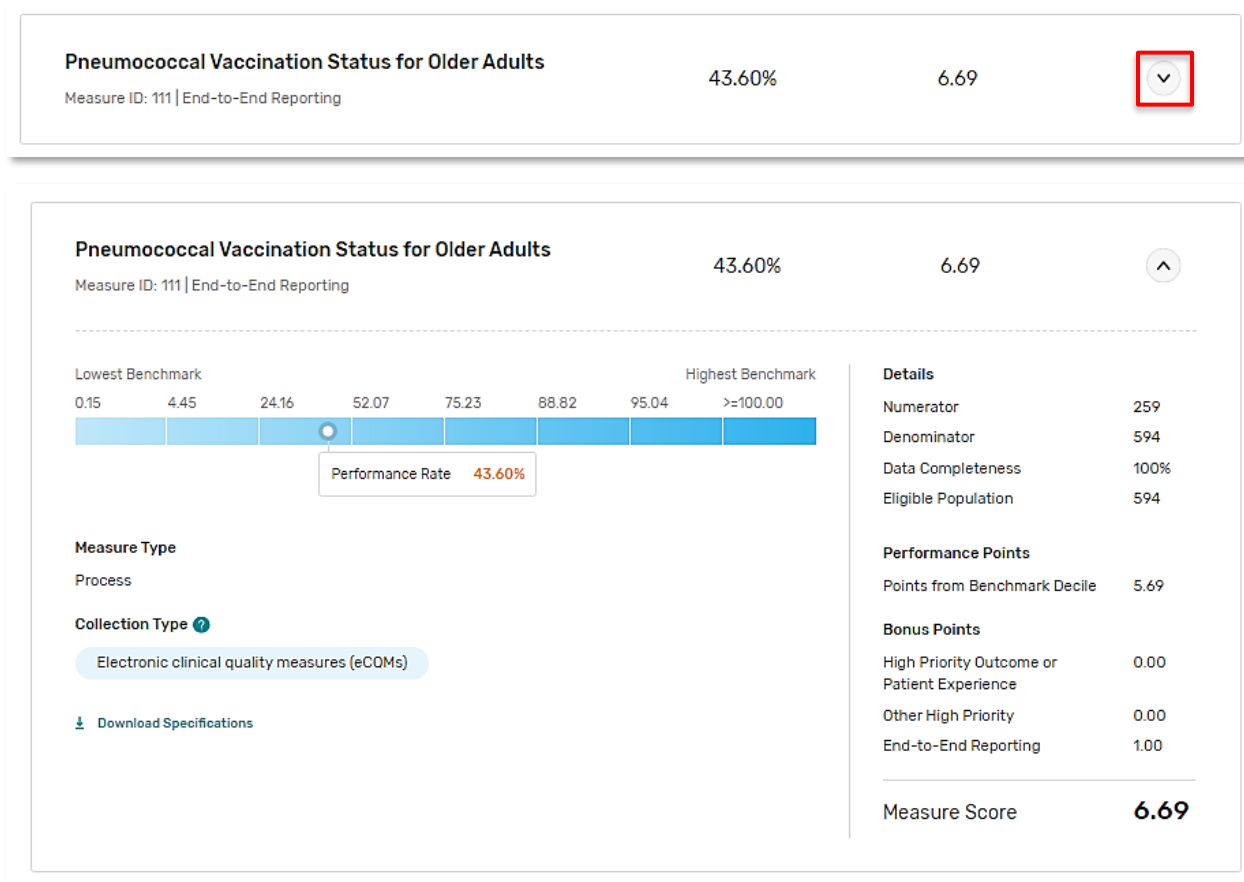 Pneumococcal Vaccination Status for Older Adults
43.60%
6.69
Measure ID: 111 | End-to-End Reporting
Pneumococcal Vaccination Status for Older Adults
43.60%
6.69
Measure ID: 111 | End-to-End Reporting
Lowest Benchmark
Highest Benchmark
0.15 4.45 24.16 52.07 75.23 88.82 95.04 >=100.00
Performance Rate 43.60%
Measure Type
Process
Collection Type ?
Electronic clinical quality measures (eCQMs)
Download Specifications
Details
Numerator 259
Denominator 594
Data Completeness 100%
Eligible Population 594
Performance Points
Points from Benchmark Decile 5.69
Bonus Points
High Priority Outcome or 0.00
Patient Experience
Other High Priority 0.00
End-to-End Reporting 1.00
Measure Score 6.69